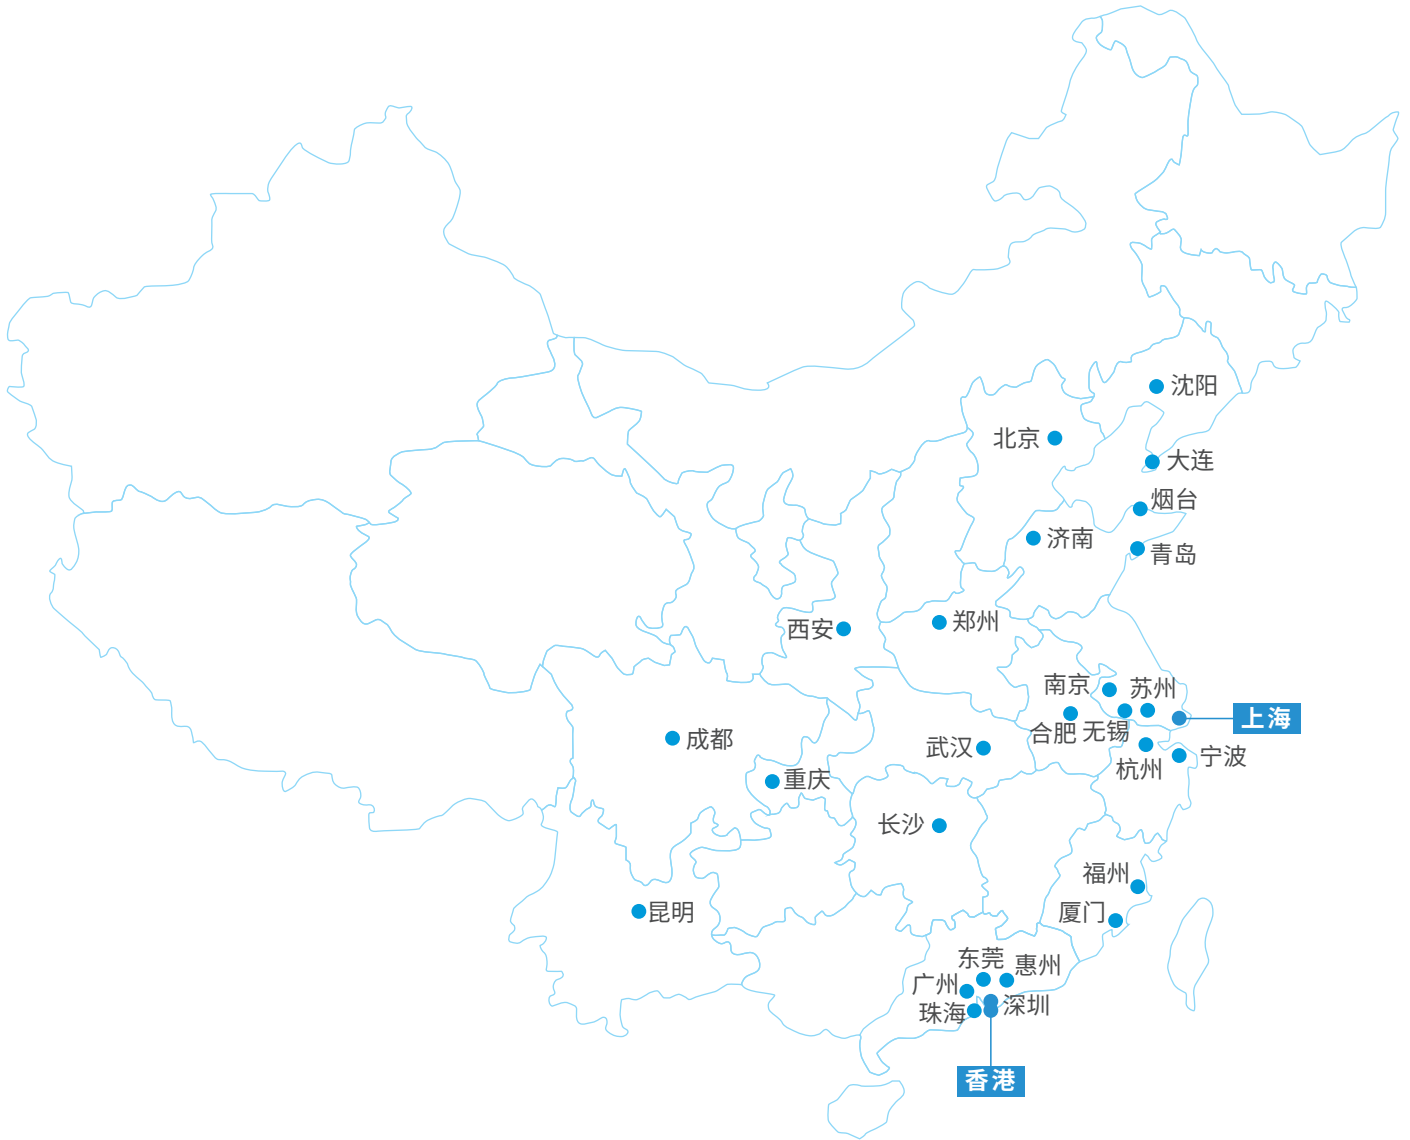 沈阳
北京
大连
烟台
济南
青岛
郑州
西安
南京
苏州
上海
合肥
无锡
成都
武汉
宁波
杭州
重庆
长沙
福州
昆明
厦门
东莞
惠州
广州
深圳
珠海
香港